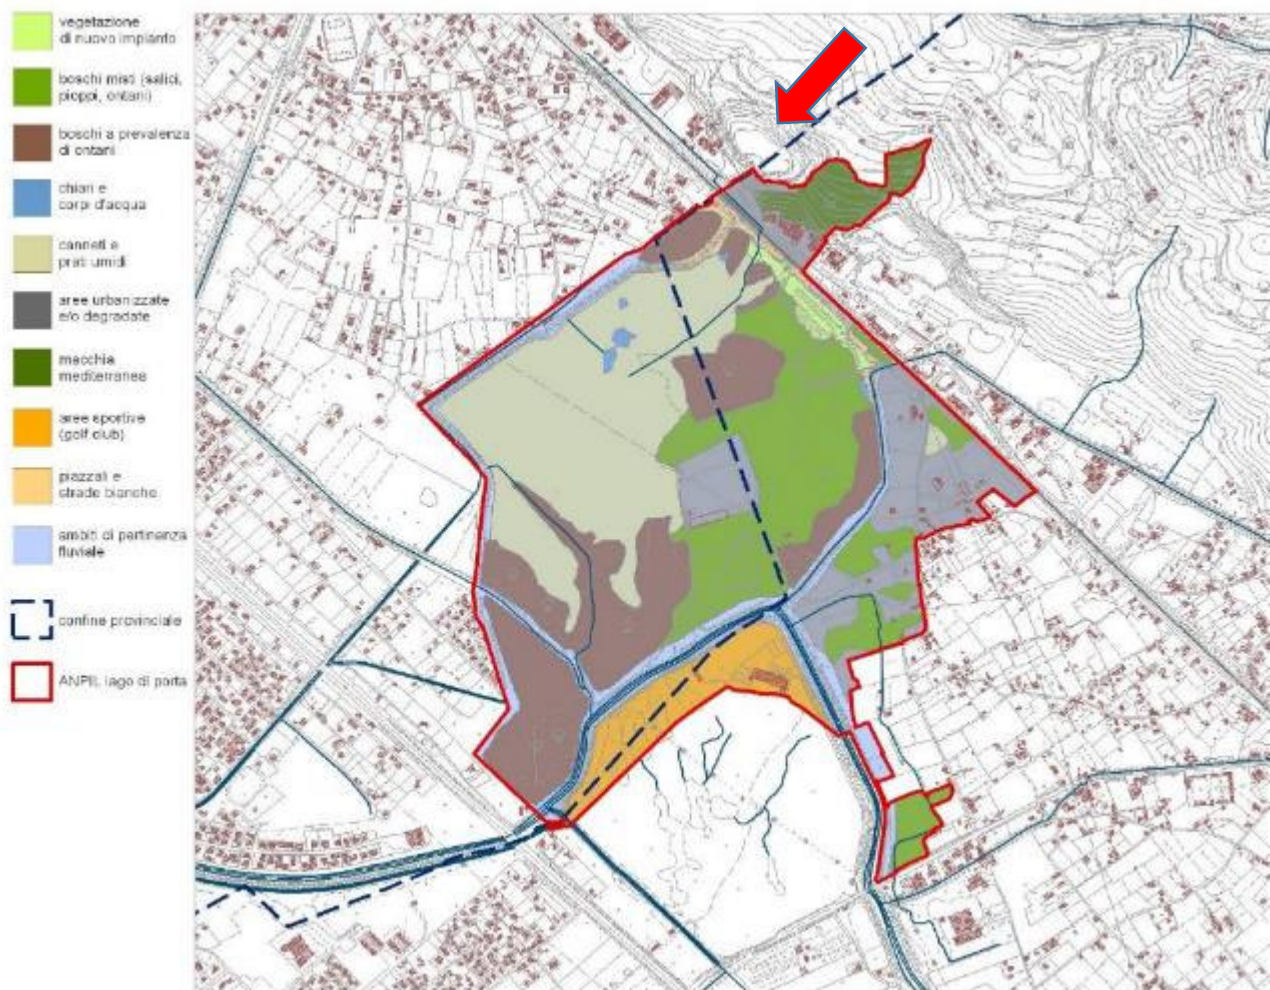 vegetazione
di nuovo impianto
boschi misti (salici,
pioppi, ontani)
boschi a prevalenza
di ontani
chiari e
corpi d'acqua
canneti e
prati umidi
aree urbanizzate
e/o degradate
macchia
mediterranea
aree sportive
(golf club)
piazzali e
strade bianche
ambiti di pertinenza
fluviale
confine provinciale
ANPIL lago di porta